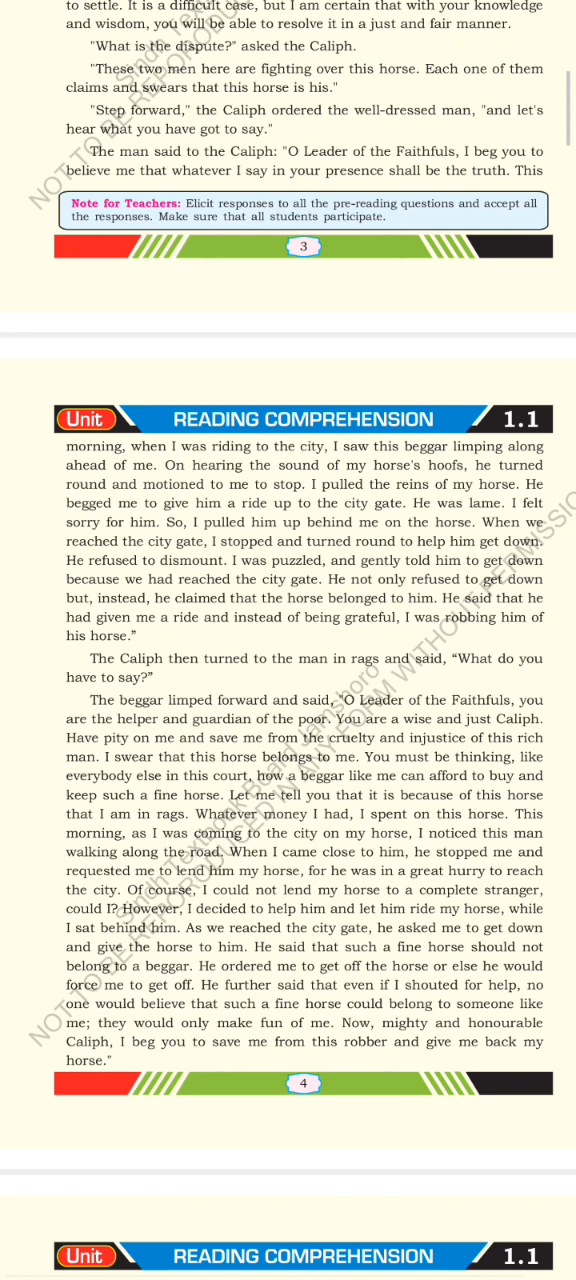 to settle. It is a difficult case, but I am certain that with your knowledge
and wisdom, you will be able to resolve it in a just and fair manner.
"What is the dispute?" asked the Caliph.
"These two men here are fighting over this horse. Each one of them
claims and swears that this horse is his."
"Step forward," the Caliph ordered the well-dressed man, "and let's
hear what you have got to say."
The man said to the Caliph: "O Leader of the Faithfuls, I beg you to
believe me that whatever I say in your presence shall be the truth. This
Note for Teachers: Elicit responses to all the pre-reading questions and accept all
the responses. Make sure that all students participate.
3
Unit READING COMPREHENSION 1.1
morning, when I was riding to the city, I saw this beggar limping along
ahead of me. On hearing the sound of my horse's hoofs, he turned
round and motioned to me to stop. I pulled the reins of my horse. He
begged me to give him a ride up to the city gate. He was lame. I felt
sorry for him. So, I pulled him up behind me on the horse. When we
reached the city gate, I stopped and turned round to help him get down.
He refused to dismount. I was puzzled, and gently told him to get down
because we had reached the city gate. He not only refused to get down
but, instead, he claimed that the horse belonged to him. He said that he
had given me a ride and instead of being grateful, I was robbing him of
his horse.”
The Caliph then turned to the man in rags and said, “What do you
have to say?”
The beggar limped forward and said, "O Leader of the Faithfuls, you
are the helper and guardian of the poor. You are a wise and just Caliph.
Have pity on me and save me from the cruelty and injustice of this rich
man. I swear that this horse belongs to me. You must be thinking, like
everybody else in this court, how a beggar like me can afford to buy and
keep such a fine horse. Let me tell you that it is because of this horse
that I am in rags. Whatever money I had, I spent on this horse. This
morning, as I was coming to the city on my horse, I noticed this man
walking along the road. When I came close to him, he stopped me and
requested me to lend him my horse, for he was in a great hurry to reach
the city. Of course, I could not lend my horse to a complete stranger,
could I? However, I decided to help him and let him ride my horse, while
I sat behind him. As we reached the city gate, he asked me to get down
and give the horse to him. He said that such a fine horse should not
belong to a beggar. He ordered me to get off the horse or else he would
force me to get off. He further said that even if I shouted for help, no
one would believe that such a fine horse could belong to someone like
me; they would only make fun of me. Now, mighty and honourable
Caliph, I beg you to save me from this robber and give me back my
horse."
4
Unit READING COMPREHENSION 1.1